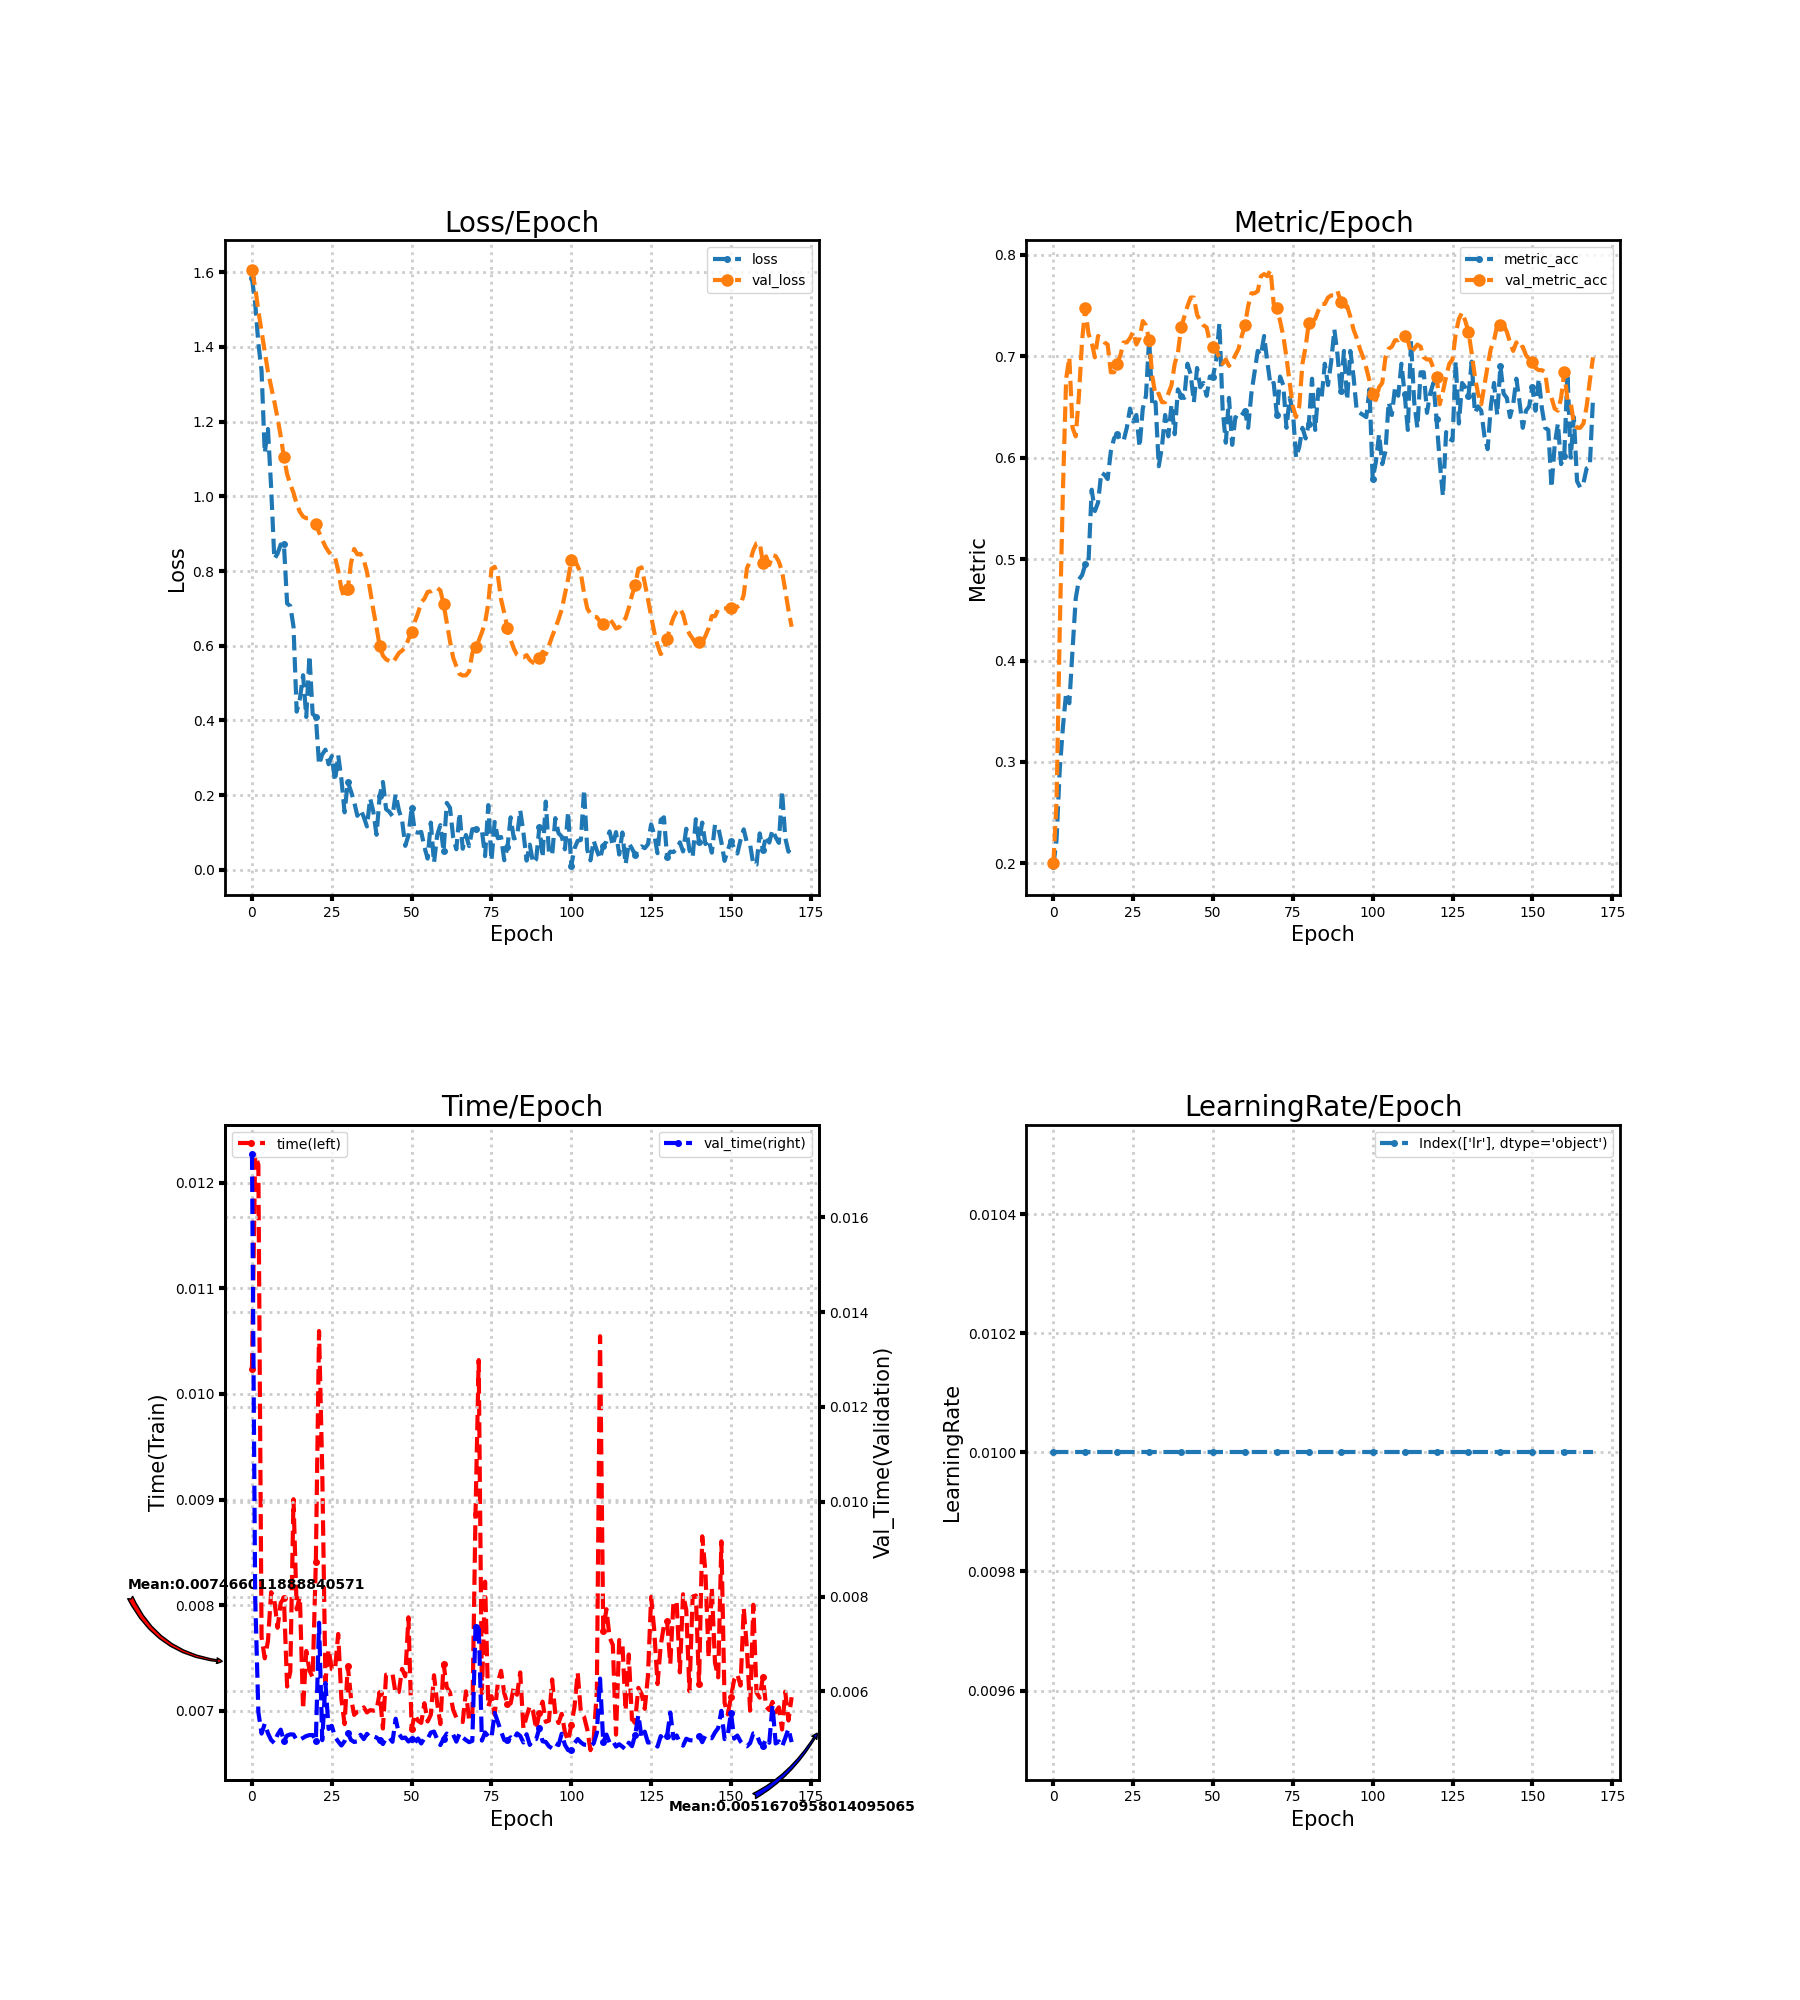 Loss/Epoch
loss
val_loss
1.6
1.4
1.2
1.0
0.8
0.6
0.4
0.2
0.0
Loss
0
25
50
75
100
125
150
175
Epoch
Metric/Epoch
metric_acc
val_metric_acc
0.8
0.7
0.6
0.5
0.4
0.3
0.2
Metric
0
25
50
75
100
125
150
175
Epoch
Time/Epoch
time(left)
val_time(right)
0.012
0.011
0.010
0.009
0.008
0.007
Time(Train)
Mean:0.007466011888840571
0.016
0.014
0.012
0.010
0.008
0.006
Val_Time(Validation)
0
25
50
75
100
125
150
175
Mean:0.0051670958014095065
Epoch
LearningRate/Epoch
Index(['lr'], dtype='object')
0.0104
0.0102
0.0100
0.0098
0.0096
LearningRate
0
25
50
75
100
125
150
175
Epoch